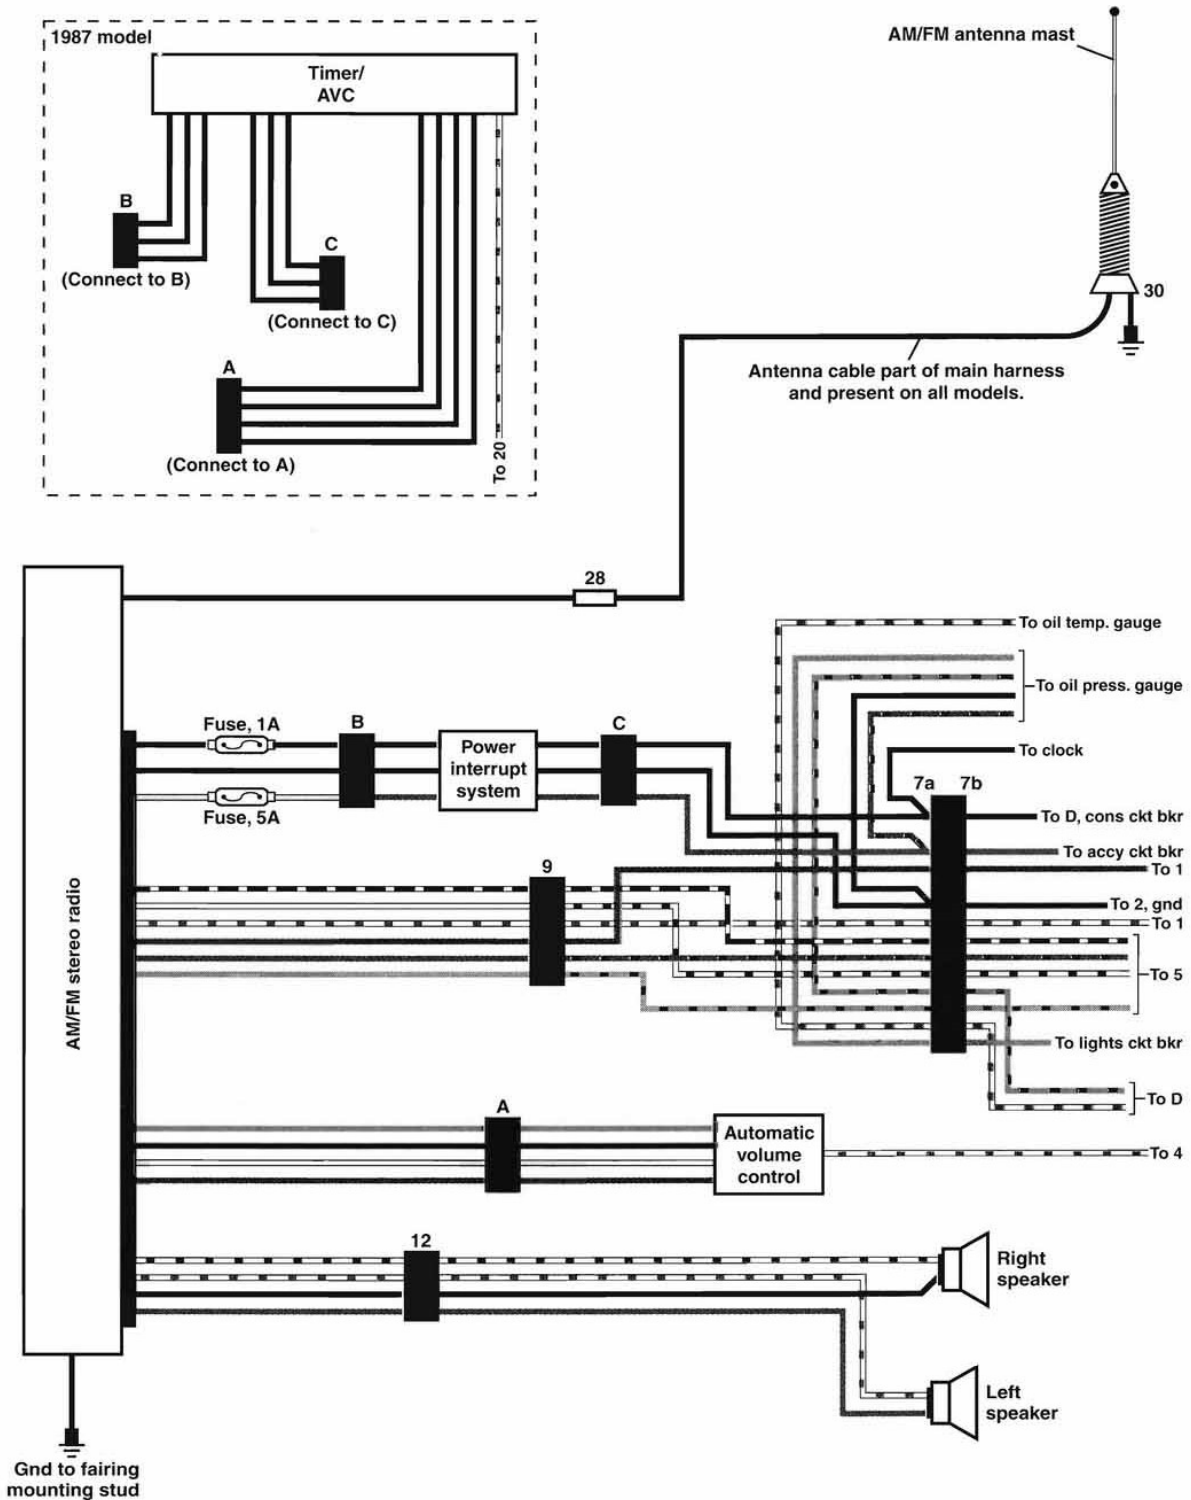 1987 model
Timer/
AVC
B
(Connect to B)
C
(Connect to C)
A
(Connect to A)
To 20
AM/FM antenna mast
30
Antenna cable part of main harness
and present on all models.
28
AM/FM stereo radio
Fuse, 1A
B
Power
interrupt
system
C
Fuse, 5A
9
7a
7b
To oil temp. gauge
To oil press. gauge
To clock
To D, cons ckt bkr
To accy ckt bkr
To 1
To 2, gnd
To 1
To 5
To lights ckt bkr
To D
A
Automatic
volume
control
To 4
12
Right
speaker
Left
speaker
Gnd to fairing
mounting stud